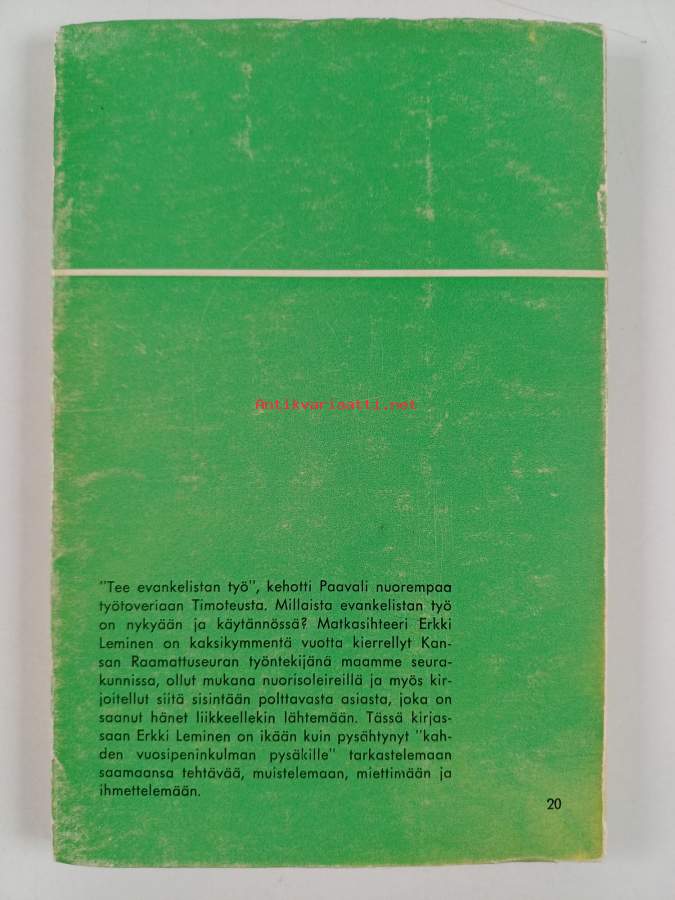 Antikvariaatti.net
"Tee evankelistan työ", kehotti Paavali nuorempaa
työtoveriaan Timoteusta. Millaista evankelistan työ
on nykyään ja käytännössä? Matkasihteeri Erkki
Leminen on kaksikymmentä vuotta kierrellyt Kan-
san Raamattuseuran työntekijänä maamme seura-
kunnissa, ollut mukana nuorisoleireillä ja myös kir-
joitellut siitä sisintään polttavasta asiasta, joka on
saanut hänet liikkeellekin lähtemään. Tässä kirjas-
saan Erkki Leminen on ikään kuin pysähtynyt "kah-
den vuosipeninkulman pysäkille" tarkastelemaan
saamaansa tehtävää, muistelemaan, miettimään ja
ihmettelemään.
20